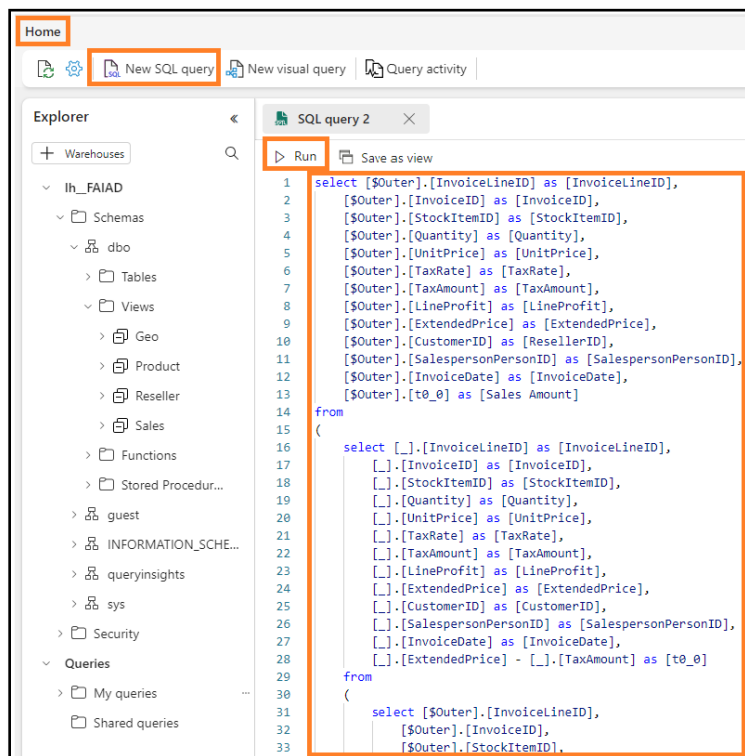 Home
New SQL query New visual query Query activity
Explorer «
+ Warehouses
lh_FAIAD
Schemas
dbo
Tables
Views
Geo
Product
Reseller
Sales
Functions
Stored Procedur...
guest
INFORMATION_SCHE...
queryinsights
sys
Security
Queries
My queries ...
Shared queries
SQL query 2
Run Save as view
1 select [$Outer].[InvoiceLineID] as [InvoiceLineID],
2 [$Outer].[InvoiceID] as [InvoiceID],
3 [$Outer].[StockItemID] as [StockItemID],
4 [$Outer].[Quantity] as [Quantity],
5 [$Outer].[UnitPrice] as [UnitPrice],
6 [$Outer].[TaxRate] as [TaxRate],
7 [$Outer].[TaxAmount] as [TaxAmount],
8 [$Outer].[LineProfit] as [LineProfit],
9 [$Outer].[ExtendedPrice] as [ExtendedPrice],
10 [$Outer].[CustomerID] as [ResellerID],
11 [$Outer].[SalespersonPersonID] as [SalespersonPersonID],
12 [$Outer].[InvoiceDate] as [InvoiceDate],
13 [$Outer].[t0_0] as [Sales Amount]
14 from
15 (
16 select [_].[InvoiceLineID] as [InvoiceLineID],
17 [_].[InvoiceID] as [InvoiceID],
18 [_].[StockItemID] as [StockItemID],
19 [_].[Quantity] as [Quantity],
20 [_].[UnitPrice] as [UnitPrice],
21 [_].[TaxRate] as [TaxRate],
22 [_].[TaxAmount] as [TaxAmount],
23 [_].[LineProfit] as [LineProfit],
24 [_].[ExtendedPrice] as [ExtendedPrice],
25 [_].[CustomerID] as [CustomerID],
26 [_].[SalespersonPersonID] as [SalespersonPersonID],
27 [_].[InvoiceDate] as [InvoiceDate],
28 [_].[ExtendedPrice] - [_].[TaxAmount] as [t0_0]
29 from
30 (
31 select [$Outer].[InvoiceLineID],
32 [$Outer].[InvoiceID],
33 [$Outer].[StockItemID],